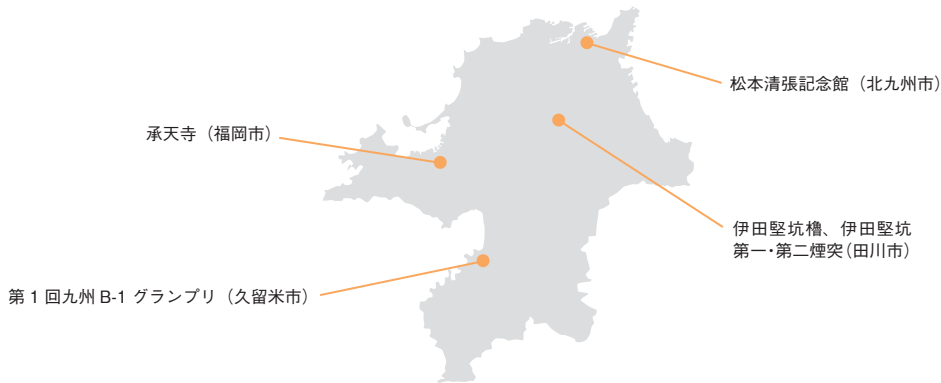 松本清張記念館（北九州市）
承天寺（福岡市）
伊田堅坑櫓、伊田堅坑
第一・第二煙突（田川市）
第 1 回九州 B-1 グランプリ（久留米市）